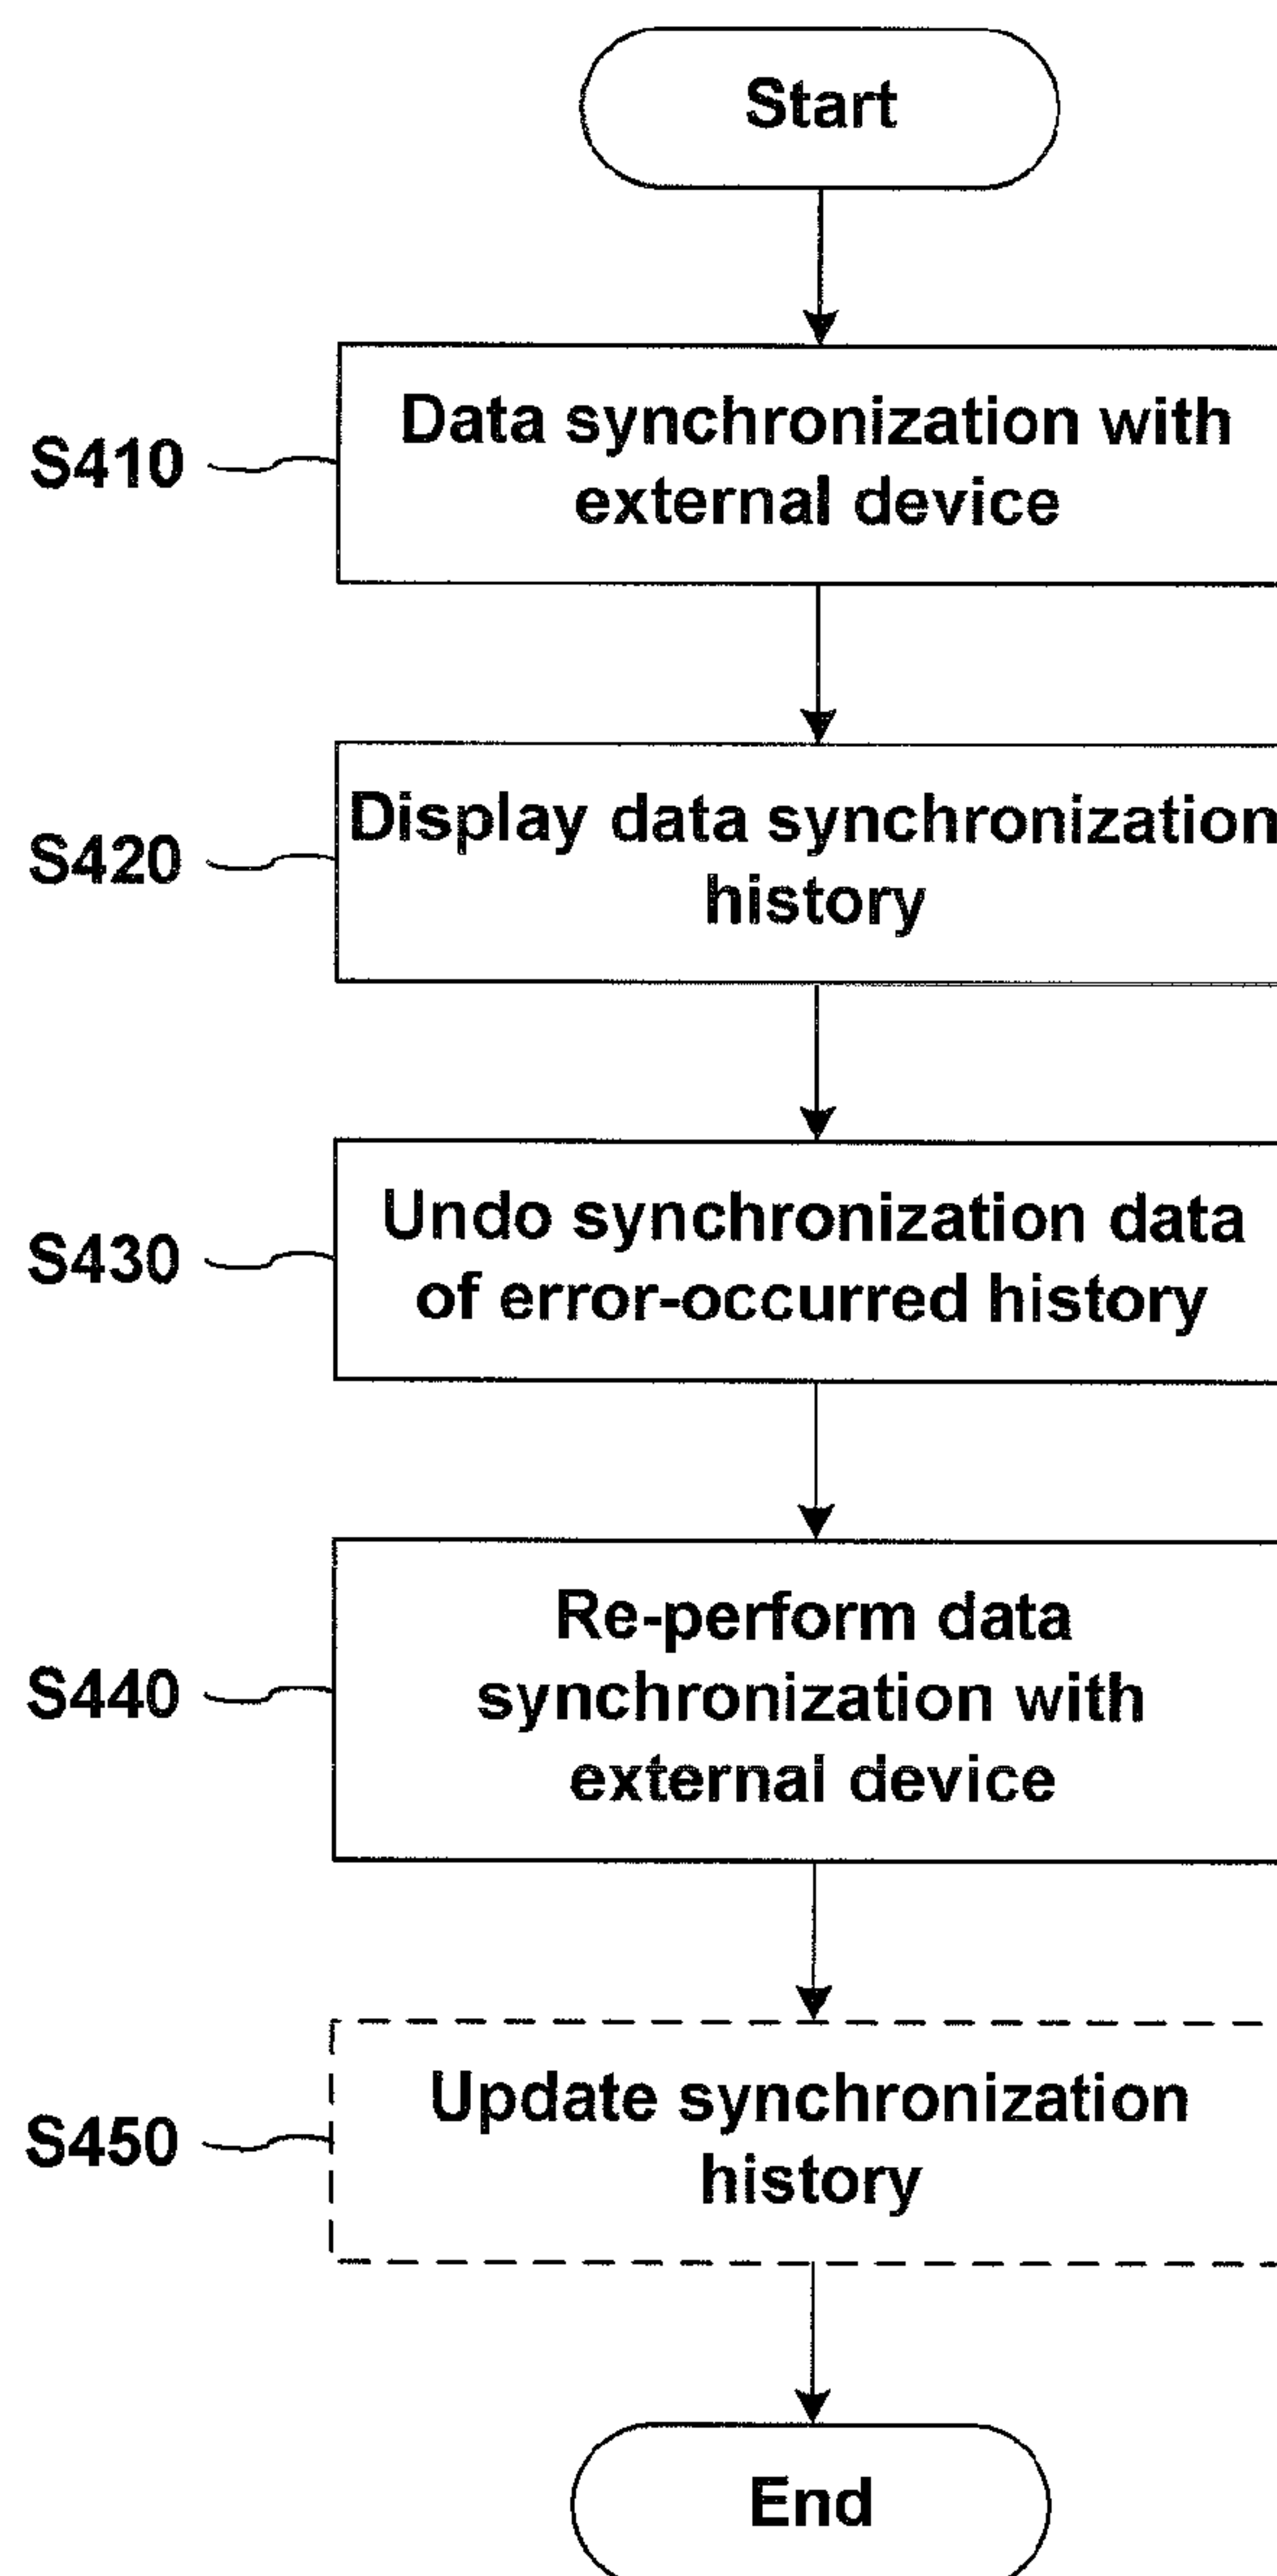 Start
S410
Data synchronization with
external device
S420
Display data synchronization
history
S430
Undo synchronization data
of error-occurred history
S440
Re-perform data
synchronization with
external device
S450
Update synchronization
history
End